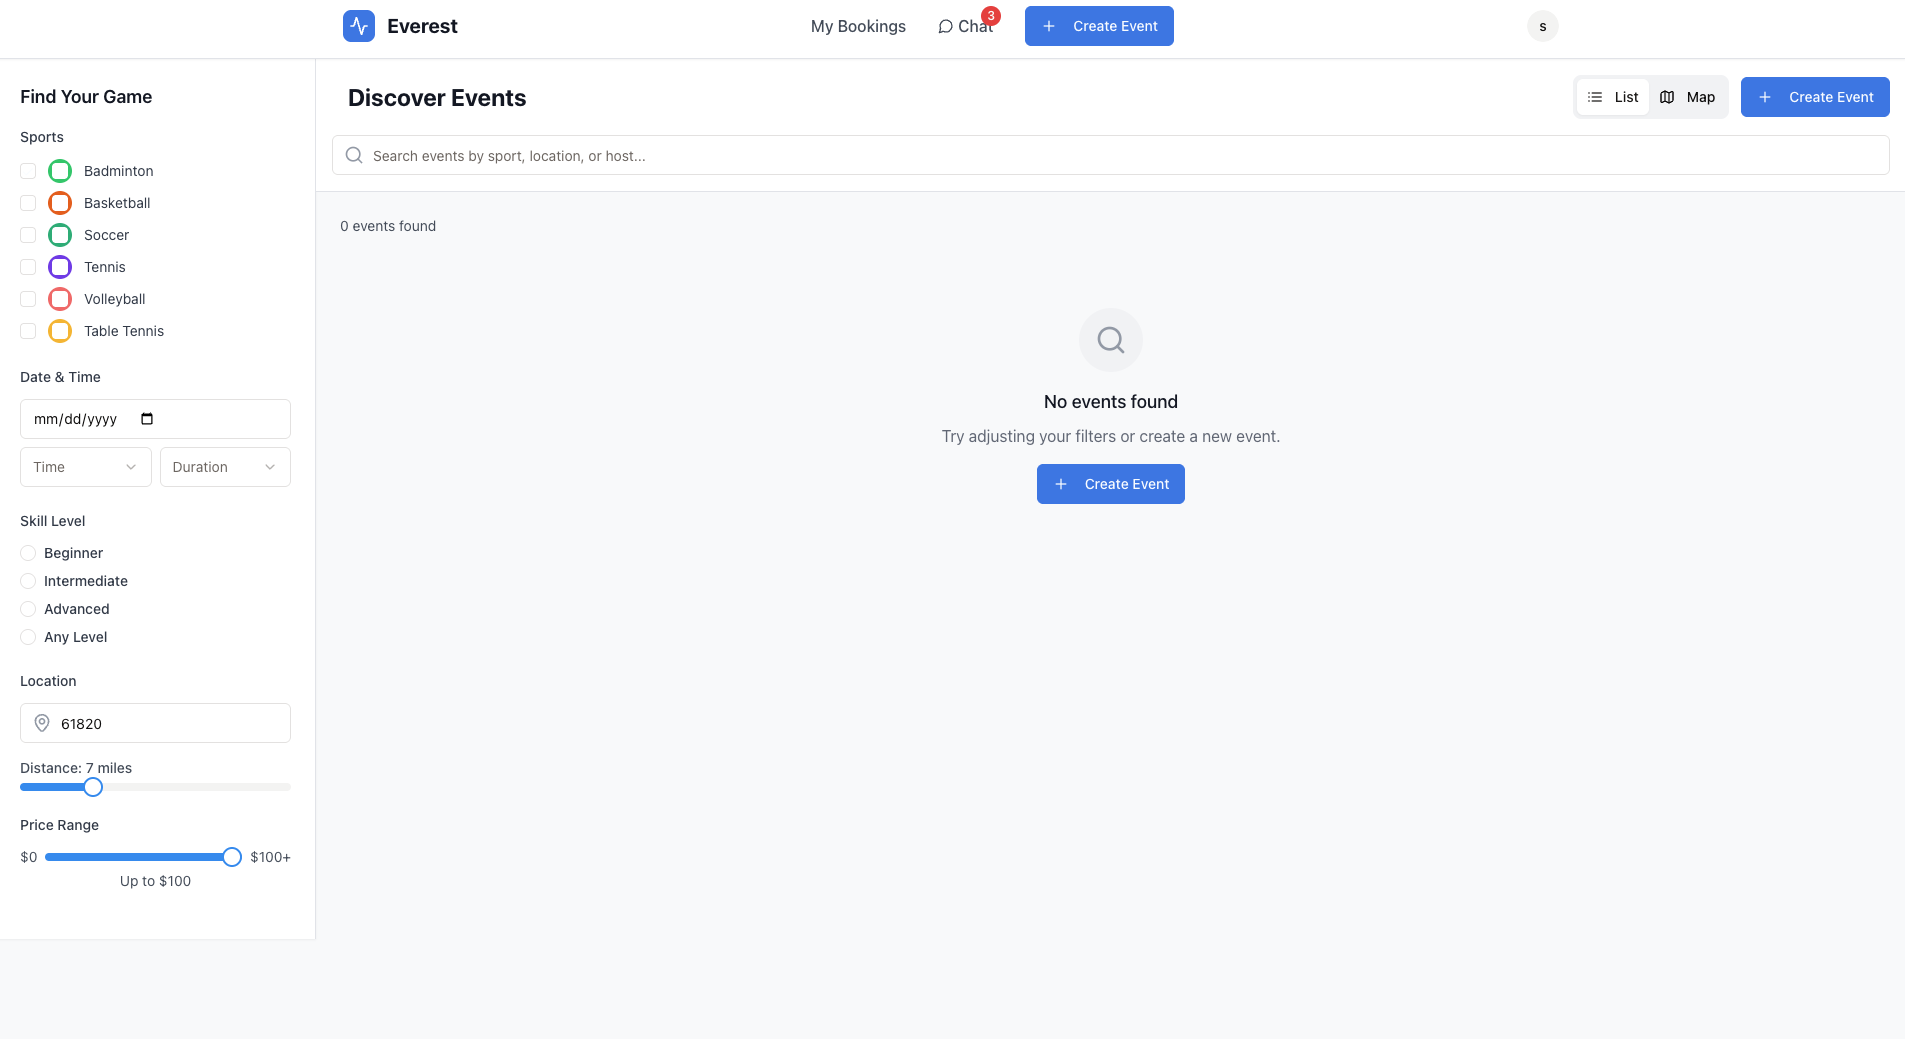 Everest
My Bookings
Chat
3
Create Event
s
Find Your Game
Sports
Badminton
Basketball
Soccer
Tennis
Volleyball
Table Tennis
Date & Time
mm/dd/yyyy
Time
Duration
Skill Level
Beginner
Intermediate
Advanced
Any Level
Location
61820
Distance: 7 miles
Price Range
$0
$100+
Up to $100
Discover Events
List
Map
Create Event
Search events by sport, location, or host...
0 events found
No events found
Try adjusting your filters or create a new event.
Create Event